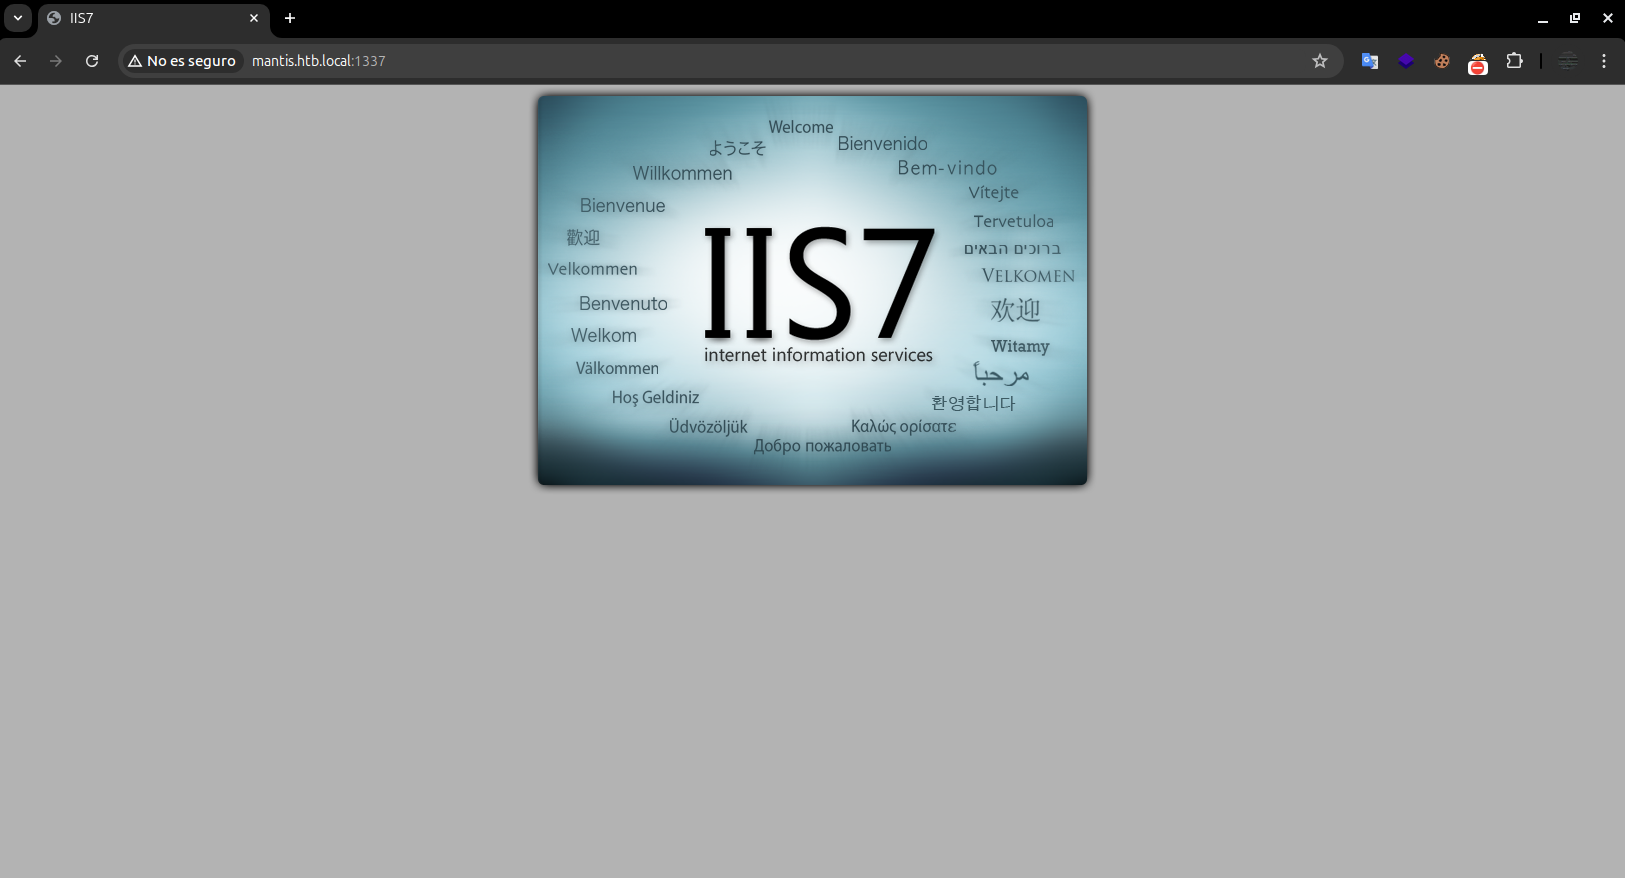 IIS7
No es seguro
mantis.htb.local:1337
Welcome
ようこそ
Bienvenido
Willkommen
Bem-vindo
Bienvenue
Vítejte
歡迎
Tervetuloa
ברוכים הבאים
Velkommen
VELKOMEN
Benvenuto
欢迎
Welkom
Witamy
Välkommen
مرحباً
Hoş Geldiniz
환영합니다
Üdvözöljük
Καλώς ορίσατε
Добро пожаловать
IIS7
internet information services